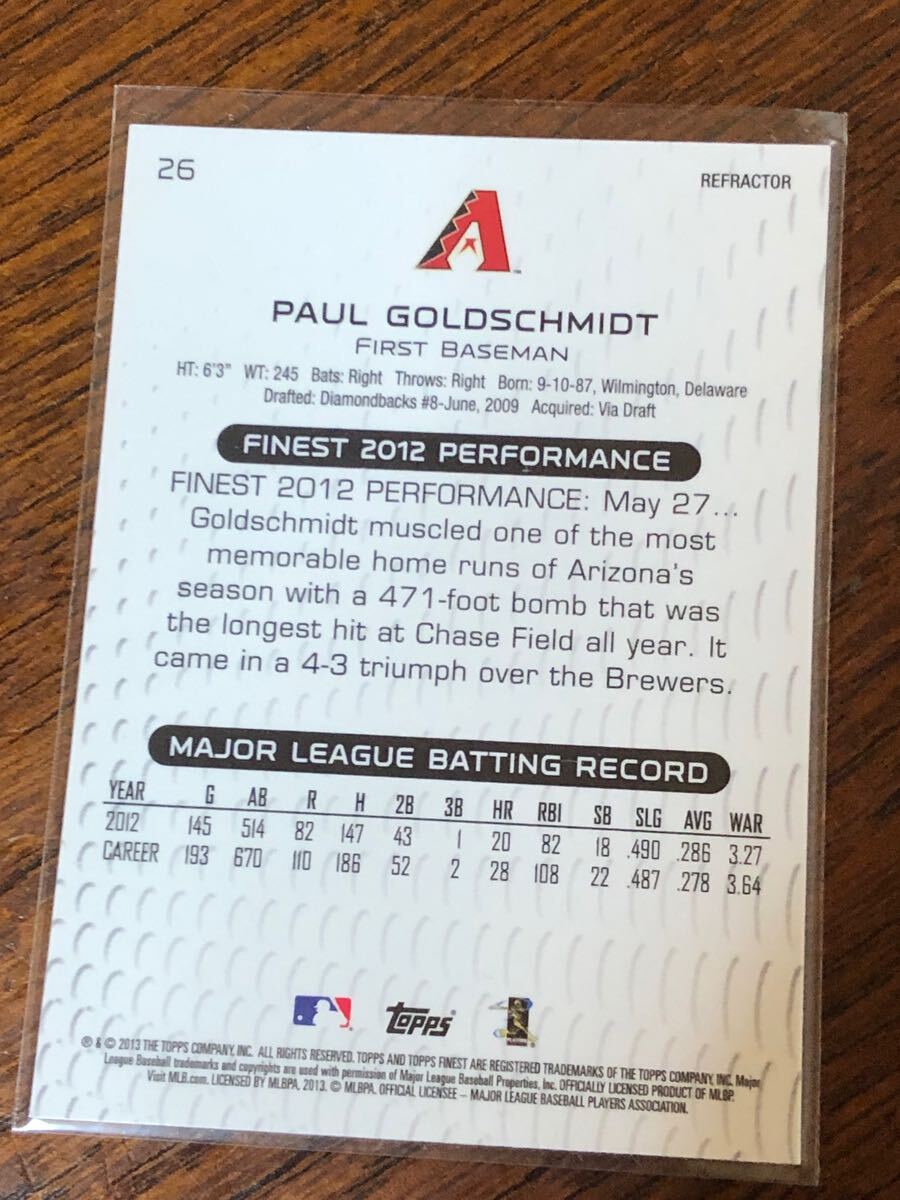 26
REFRACTOR
A
PAUL GOLDSCHMIDT
FIRST BASEMAN
HT: 6'3" WT: 245 Bats: Right Throws: Right Born: 9-10-87, Wilmington, Delaware
Drafted: Diamondbacks #8-June, 2009 Acquired: Via Draft
FINEST 2012 PERFORMANCE
FINEST 2012 PERFORMANCE: May 27...
Goldschmidt muscled one of the most
memorable home runs of Arizona's
season with a 471-foot bomb that was
the longest hit at Chase Field all year. It
came in a 4-3 triumph over the Brewers.
MAJOR LEAGUE BATTING RECORD
YEAR G AB R H 2B 3B HR RBI SB SLG AVG WAR
2012 145 514 82 147 43 1 20 82 18 .490 .286 3.27
CAREER 193 670 110 186 52 2 28 108 22 .487 .278 3.64
topps
® & © 2013 THE TOPPS COMPANY, INC. ALL RIGHTS RESERVED. TOPPS AND TOPPS FINEST ARE REGISTERED TRADEMARKS OF THE TOPPS COMPANY, INC. Major
League Baseball trademarks and copyrights are used with permission of Major League Baseball Properties, Inc. OFFICIALLY LICENSED PRODUCT OF MLBP.
Visit MLB.com. LICENSED BY MLBPA, 2013. © MLBPA. OFFICIAL LICENSEE – MAJOR LEAGUE BASEBALL PLAYERS ASSOCIATION.